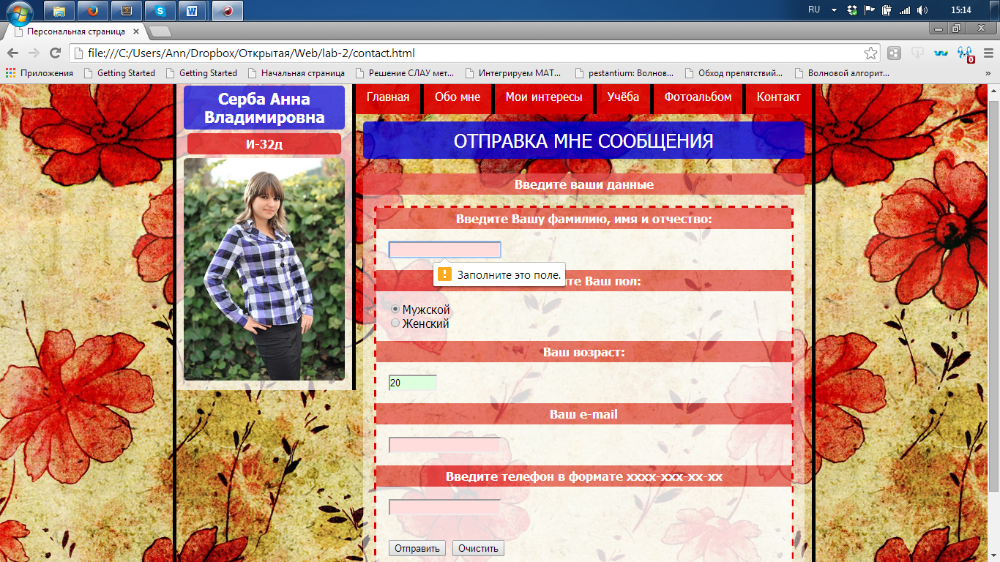 RU
15:14
Персональная страница
file:///C:/Users/Ann/Dropbox/Открытая/Web/lab-2/contact.html
0
Приложения
Getting Started
Getting Started
Начальная страница
Решение СЛАУ мет...
Интегрируем MAT...
pestantium: Волнов...
Обход препятствий...
Волновой алгорит...
»
Серба Анна
Владимировна
И-32д
Главная
Обо мне
Мои интересы
Учёба
Фотоальбом
Контакт
ОТПРАВКА МНЕ СООБЩЕНИЯ
Введите ваши данные
Введите Вашу фамилию, имя и отчество:
Заполните это поле.
те Ваш пол:
Мужской
Женский
Ваш возраст:
20
Ваш e-mail
Введите телефон в формате xxxx-xxx-xx-xx
Отправить
Очистить